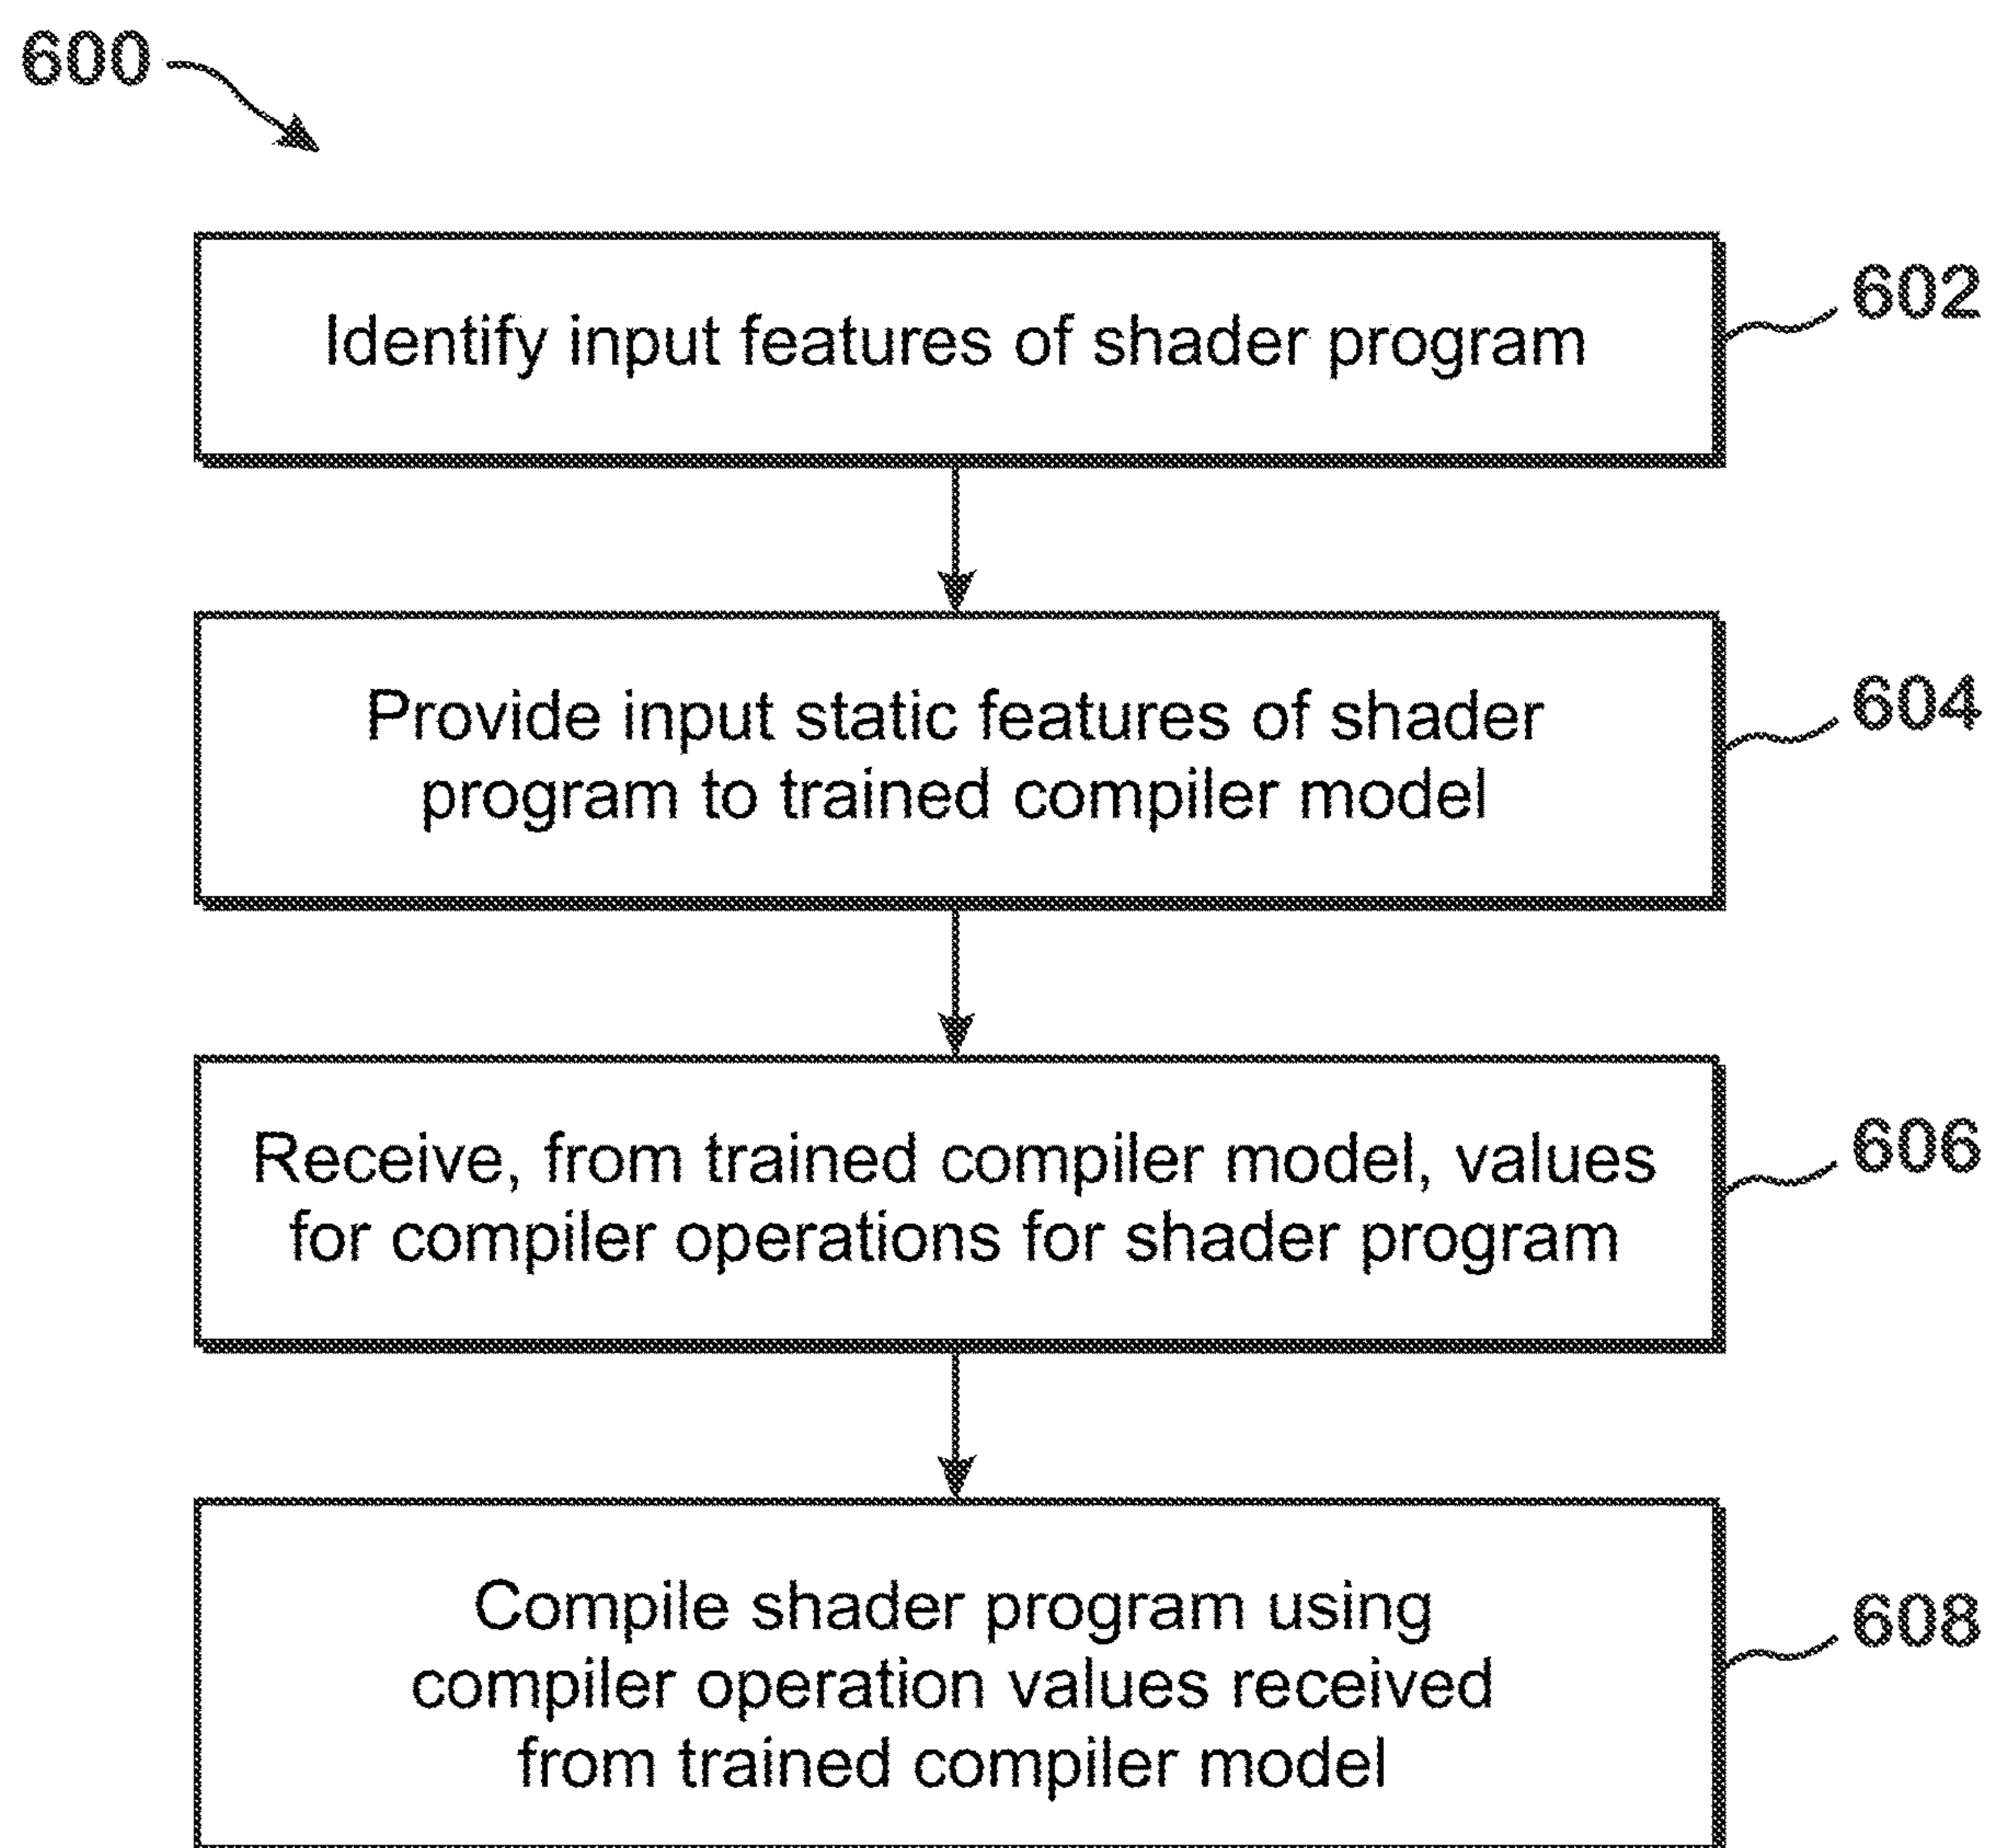 600
Identify input features of shader program
602
Provide input static features of shader
program to trained compiler model
604
Receive, from trained compiler model, values
for compiler operations for shader program
606
Compile shader program using
compiler operation values received
from trained compiler model
608